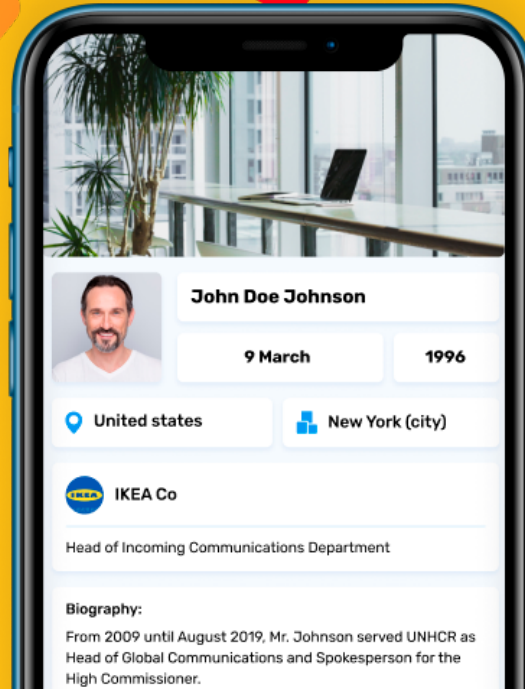 John Doe Johnson
9 March
1996
United states
New York (city)
IKEA
IKEA Co
Head of Incoming Communications Department
Biography:
From 2009 until August 2019, Mr. Johnson served UNHCR as
Head of Global Communications and Spokesperson for the
High Commissioner.